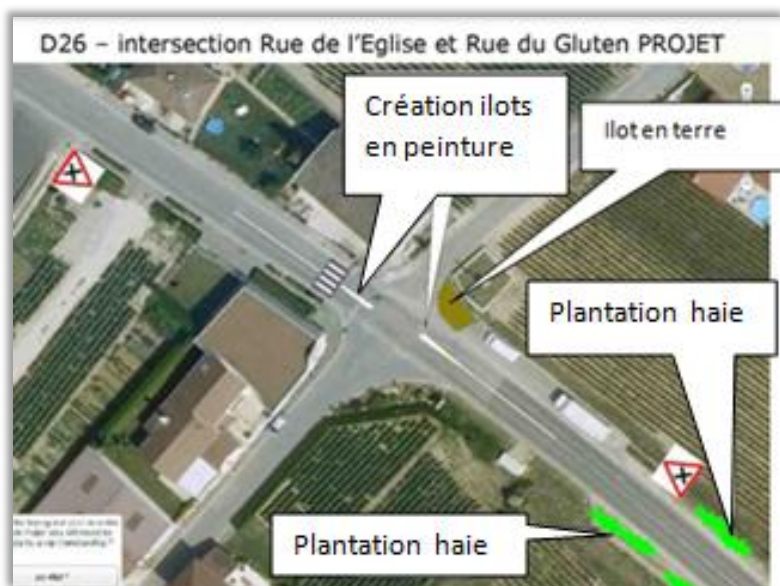 D26 – intersection Rue de l'Eglise et Rue du Gluten PROJET
Création ilots
en peinture
Ilot en terre
Plantation haie
Plantation haie